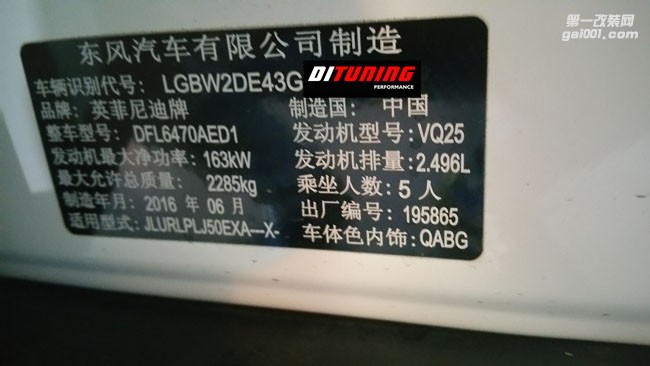 第一改装网
gai001.com
东风汽车有限公司制造
车辆识别代号: LGBW2DE43G
DITUNING
PERFORMANCE
品牌: 英菲尼迪牌 制造国: 中国
整车型号: DFL6470AED1 发动机型号: VQ25
发动机最大净功率: 163kW 发动机排量: 2.496L
最大允许总质量: 2285kg 乘坐人数: 5 人
制造年月: 2016 年 06 月 出厂编号: 195865
适用型式: JLURLPLJ50EXA---X- 车体色内饰: QABG